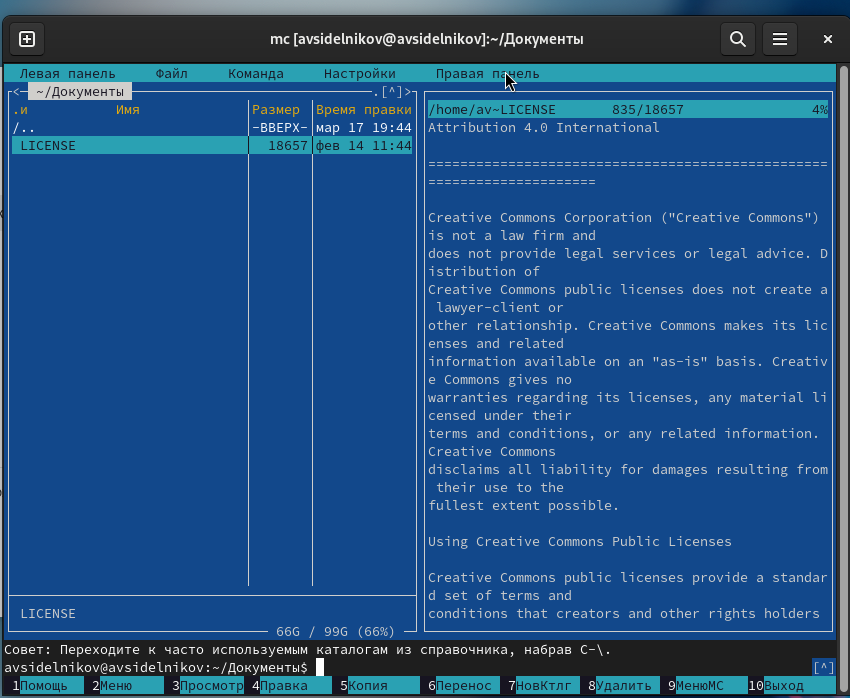 mc [avsidelnikov@avsidelnikov]:~/Документы
Левая панель Файл Команда Настройки Правая панель
<— ~/Документы .[^]>
.и Имя Размер Время правки
/.. -ВВЕРХ- мар 17 19:44
LICENSE 18657 фев 14 11:44
LICENSE
66G / 99G (66%)
/home/av~LICENSE 835/18657 4%
Attribution 4.0 International
==================================================
=====================
Creative Commons Corporation ("Creative Commons")
is not a law firm and
does not provide legal services or legal advice. D
istribution of
Creative Commons public licenses does not create a
lawyer-client or
other relationship. Creative Commons makes its lic
enses and related
information available on an "as-is" basis. Creativ
e Commons gives no
warranties regarding its licenses, any material li
censed under their
terms and conditions, or any related information.
Creative Commons
disclaims all liability for damages resulting from
their use to the
fullest extent possible.
Using Creative Commons Public Licenses
Creative Commons public licenses provide a standar
d set of terms and
conditions that creators and other rights holders
Совет: Переходите к часто используемым каталогам из справочника, набрав C-\.
avsidelnikov@avsidelnikov:~/Документы$ [^]
1Помощь 2Меню 3Просмотр 4Правка 5Копия 6Перенос 7НовКтлг 8Удалить 9МенюМС 10Выход